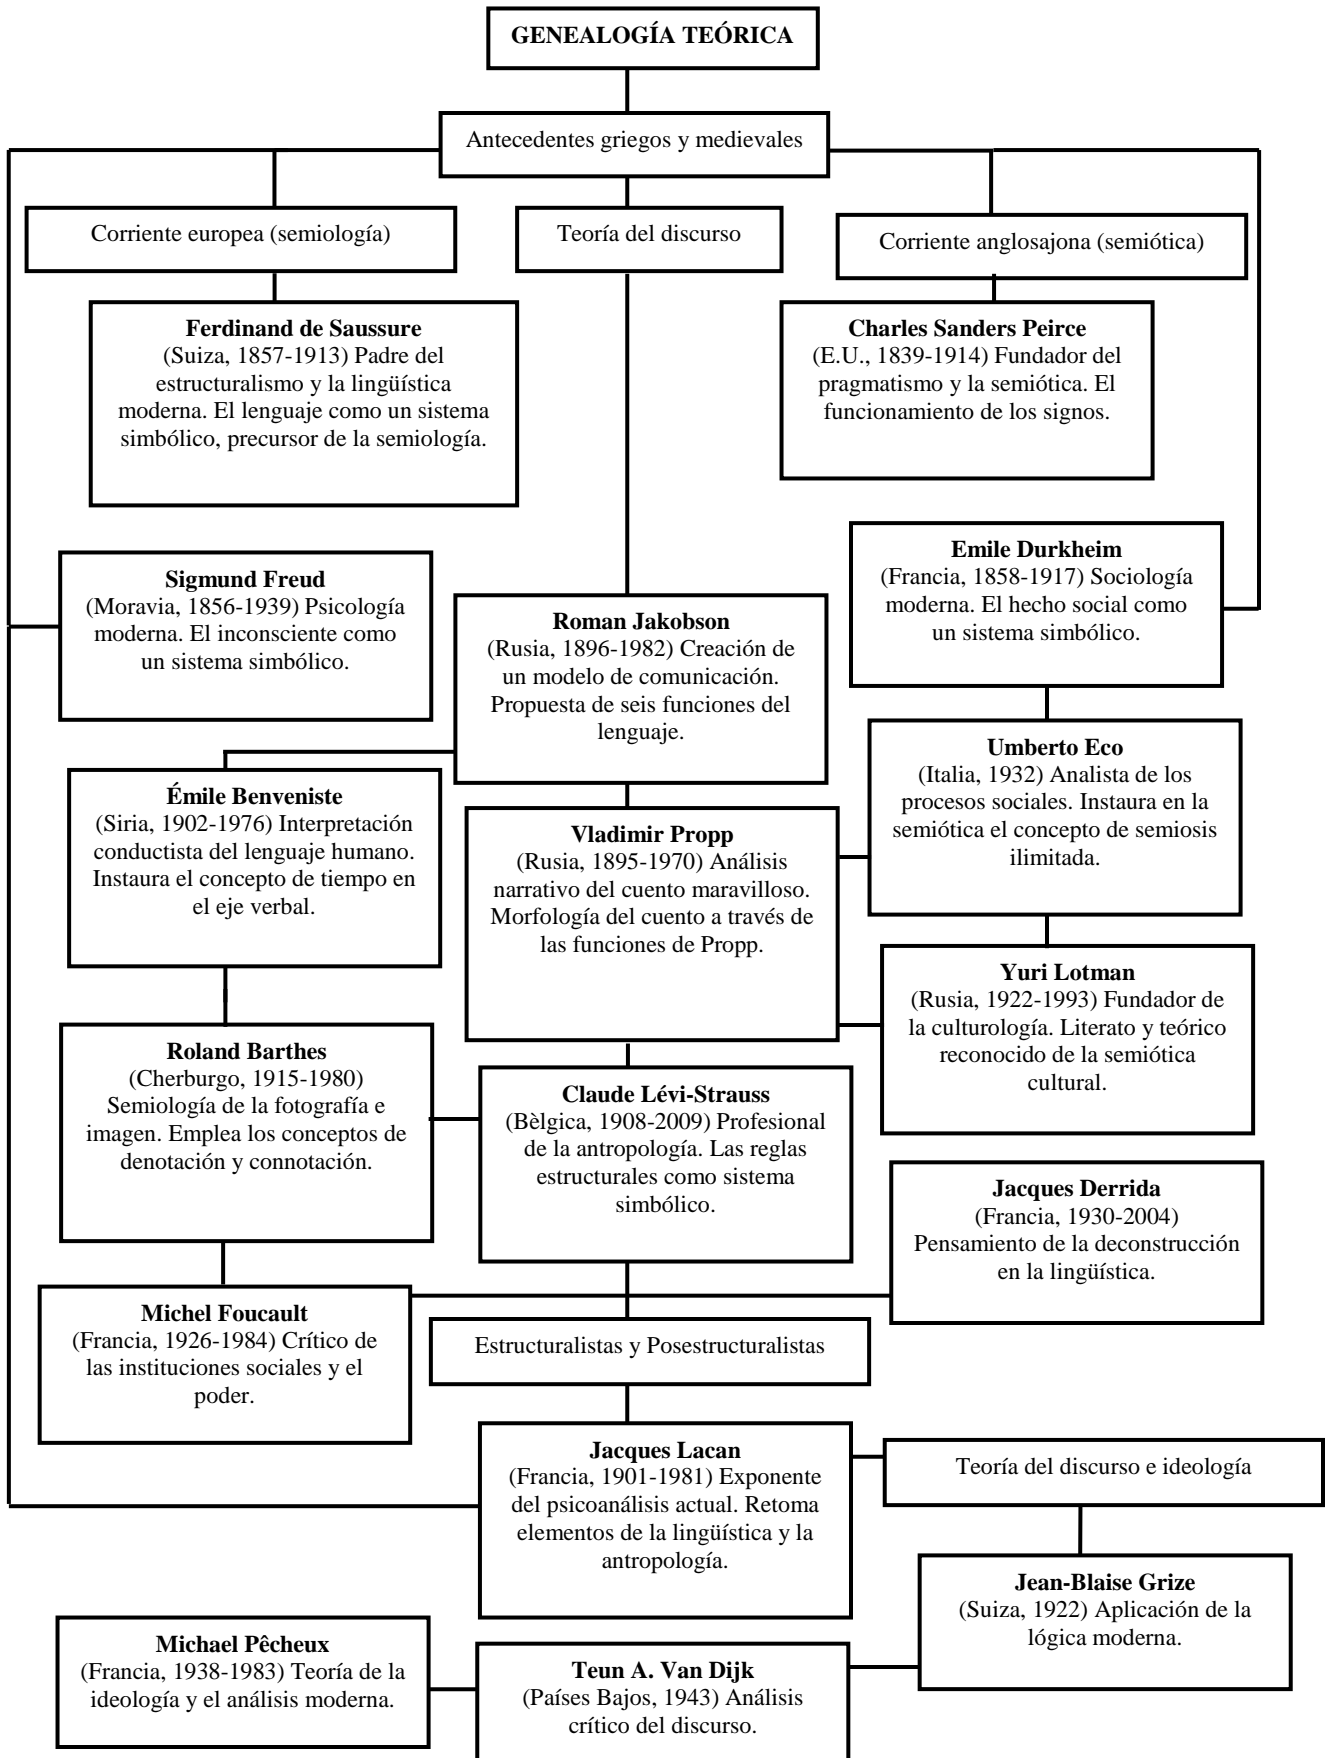 GENEALOGÍA TEÓRICA
Antecedentes griegos y medievales
Corriente europea (semiología)
Teoría del discurso
Corriente anglosajona (semiótica)
Ferdinand de Saussure
(Suiza, 1857-1913) Padre del
estructuralismo y la lingüística
moderna. El lenguaje como un sistema
simbólico, precursor de la semiología.
Charles Sanders Peirce
(E.U., 1839-1914) Fundador del
pragmatismo y la semiótica. El
funcionamiento de los signos.
Sigmund Freud
(Moravia, 1856-1939) Psicología
moderna. El inconsciente como
un sistema simbólico.
Roman Jakobson
(Rusia, 1896-1982) Creación de
un modelo de comunicación.
Propuesta de seis funciones del
lenguaje.
Emile Durkheim
(Francia, 1858-1917) Sociología
moderna. El hecho social como
un sistema simbólico.
Umberto Eco
(Italia, 1932) Analista de los
procesos sociales. Instaura en la
semiótica el concepto de semiosis
ilimitada.
Émile Benveniste
(Siria, 1902-1976) Interpretación
conductista del lenguaje humano.
Instaura el concepto de tiempo en
el eje verbal.
Vladimir Propp
(Rusia, 1895-1970) Análisis
narrativo del cuento maravilloso.
Morfología del cuento a través de
las funciones de Propp.
Yuri Lotman
(Rusia, 1922-1993) Fundador de
la culturología. Literato y teórico
reconocido de la semiótica
cultural.
Roland Barthes
(Cherburgo, 1915-1980)
Semiología de la fotografía e
imagen. Emplea los conceptos de
denotación y connotación.
Claude Lévi-Strauss
(Bèlgica, 1908-2009) Profesional
de la antropología. Las reglas
estructurales como sistema
simbólico.
Jacques Derrida
(Francia, 1930-2004)
Pensamiento de la deconstrucción
en la lingüística.
Michel Foucault
(Francia, 1926-1984) Crítico de
las instituciones sociales y el
poder.
Estructuralistas y Posestructuralistas
Jacques Lacan
(Francia, 1901-1981) Exponente
del psicoanálisis actual. Retoma
elementos de la lingüística y la
antropología.
Teoría del discurso e ideología
Jean-Blaise Grize
(Suiza, 1922) Aplicación de la
lógica moderna.
Michael Pêcheux
(Francia, 1938-1983) Teoría de la
ideología y el análisis moderna.
Teun A. Van Dijk
(Países Bajos, 1943) Análisis
crítico del discurso.